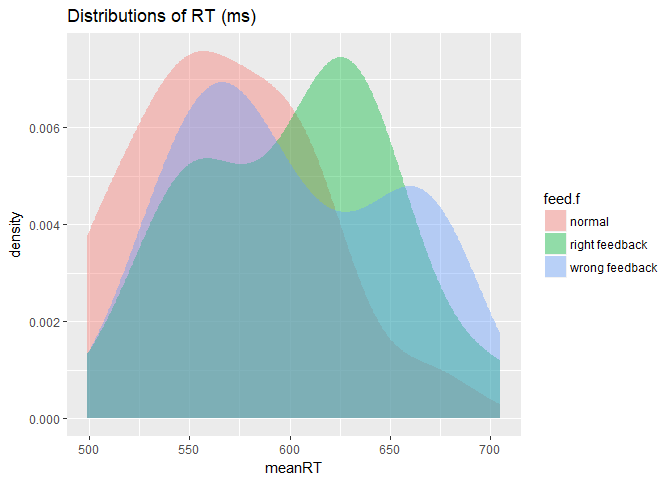 Distributions of RT (ms)
density
0.006
0.004
0.002
0.000
500 550 600 650 700
meanRT
feed.f
normal
right feedback
wrong feedback